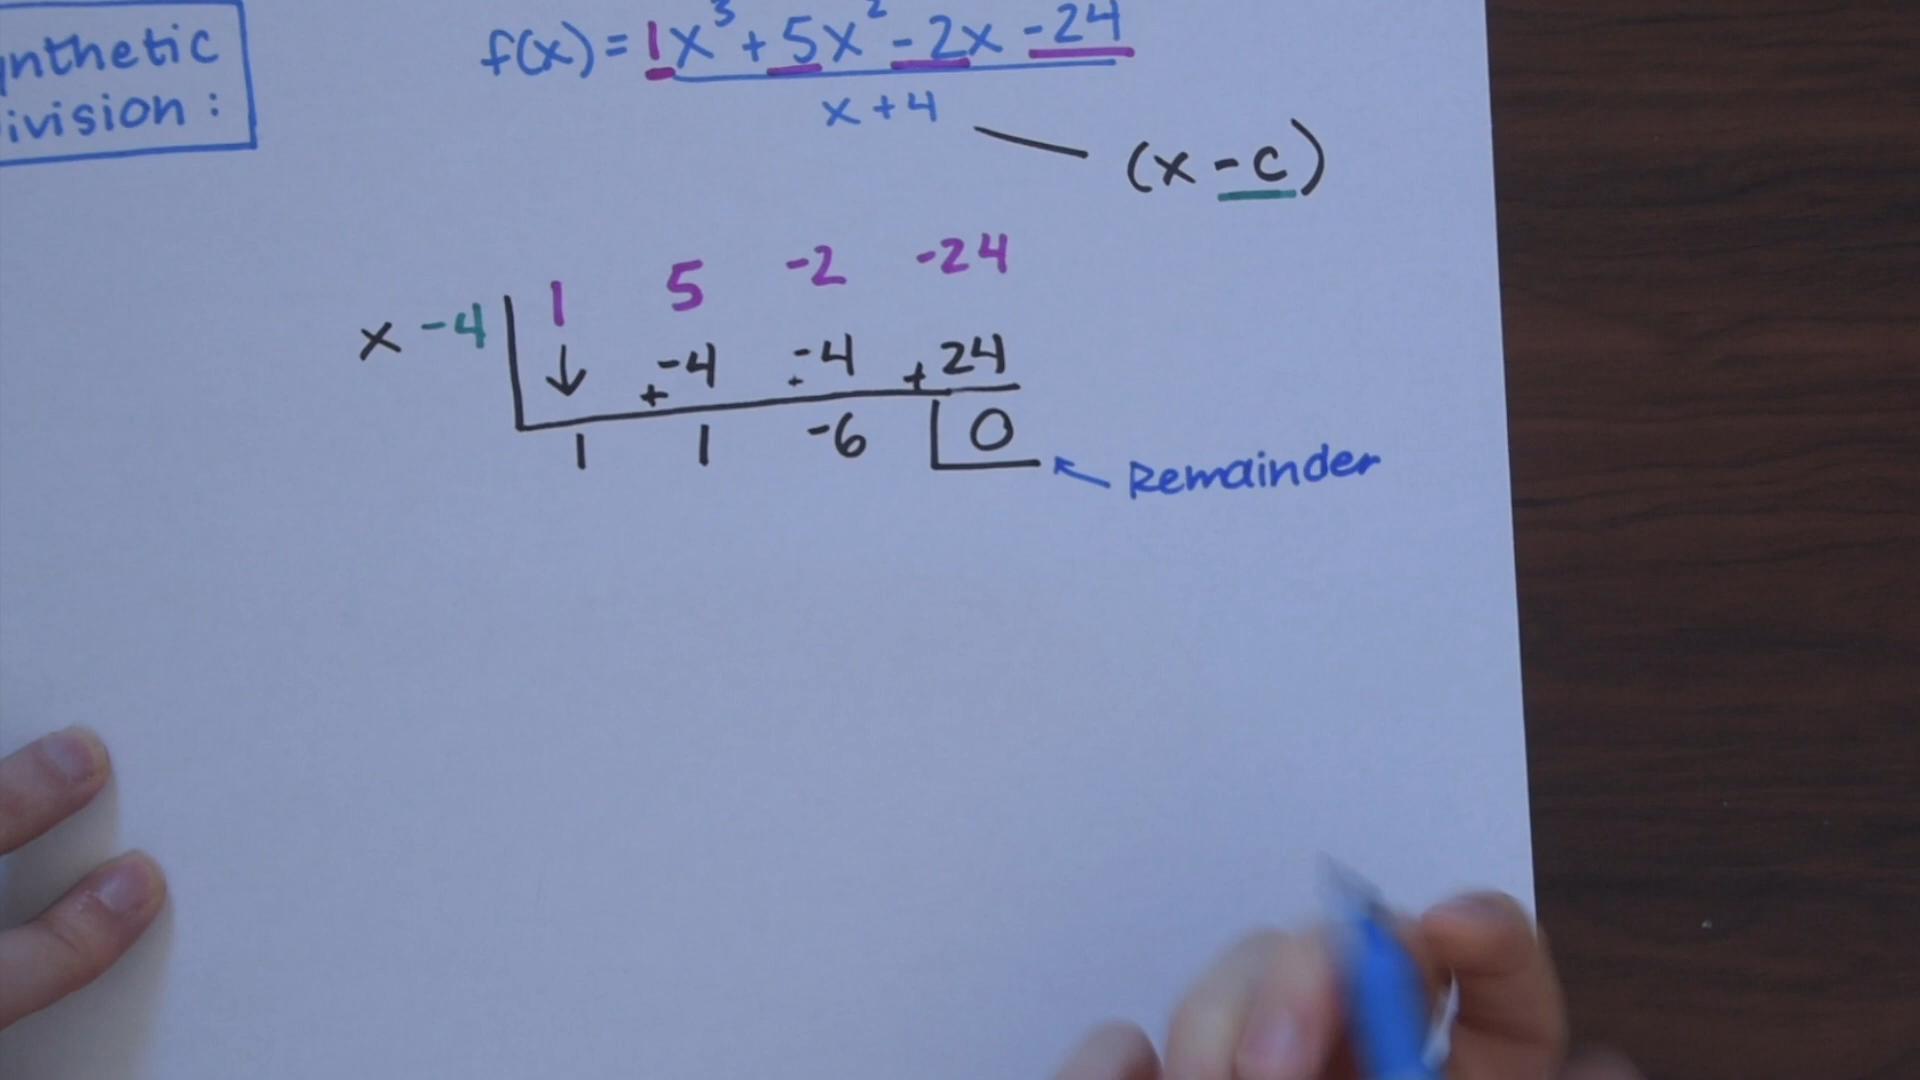 ynthetic
ivision :
f(x) = 1x³ + 5x² - 2x - 24
x + 4
(x - c)
1 5 -2 -24
x -4
+ -4 + -4 + 24
1 1 -6 0
Remainder